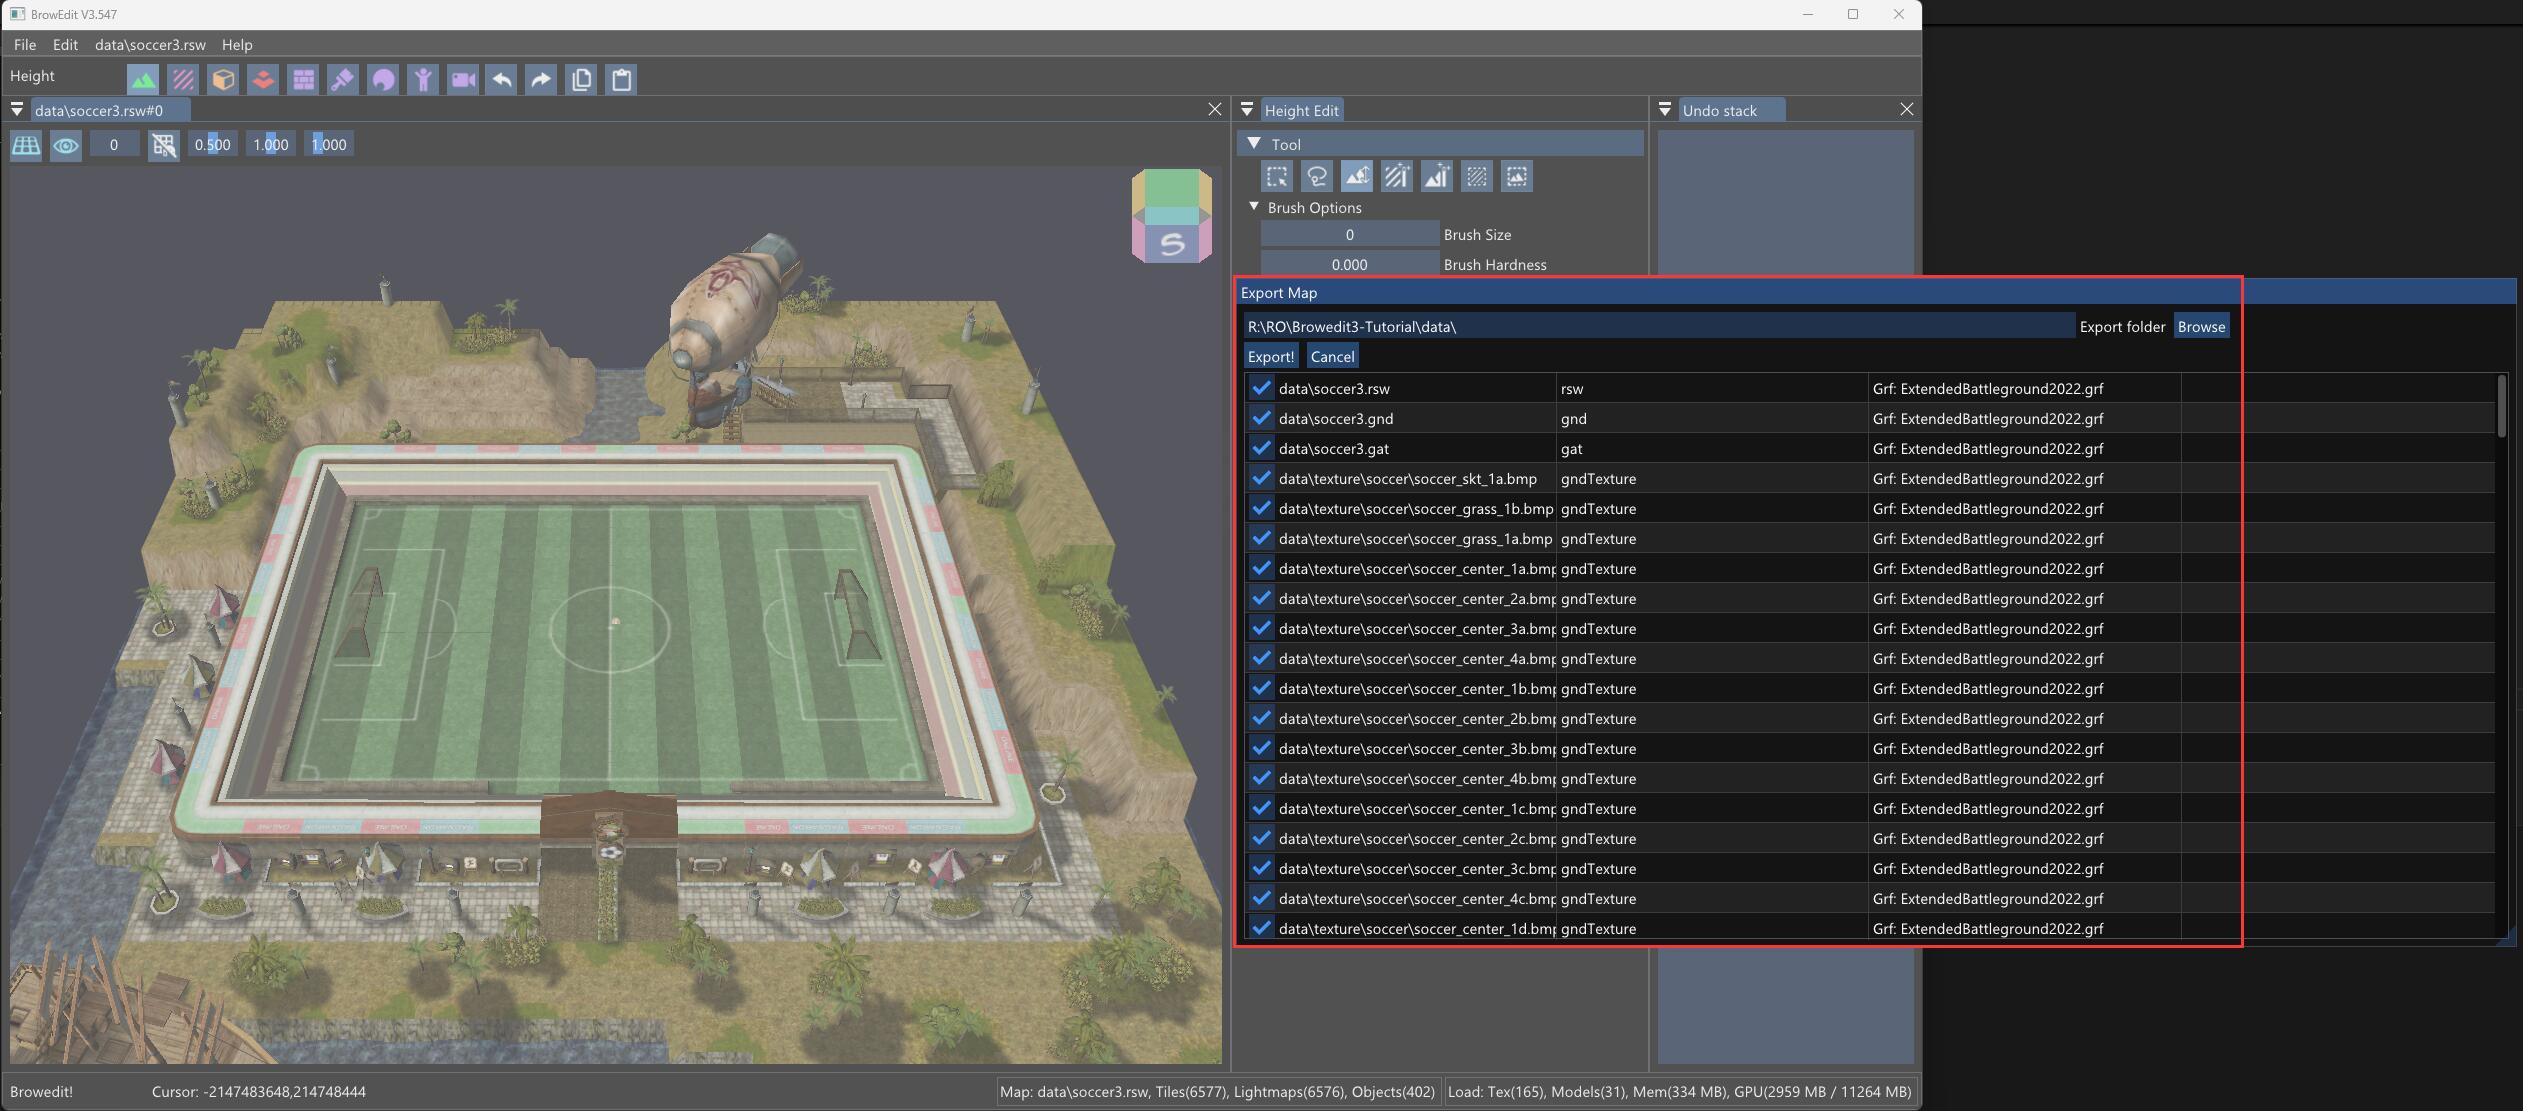 BrowEdit V3.547
File Edit data\soccer3.rsw Help
Height
data\soccer3.rsw#0
0 0.500 1.000 1.000
S
Height Edit
Tool
Brush Options
0 Brush Size
0.000 Brush Hardness
Undo stack
Export Map
R:\RO\Browedit3-Tutorial\data\ Export folder Browse
Export! Cancel
data\soccer3.rsw rsw Grf: ExtendedBattleground2022.grf
data\soccer3.gnd gnd Grf: ExtendedBattleground2022.grf
data\soccer3.gat gat Grf: ExtendedBattleground2022.grf
data\texture\soccer\soccer_skt_1a.bmp gndTexture Grf: ExtendedBattleground2022.grf
data\texture\soccer\soccer_grass_1b.bmp gndTexture Grf: ExtendedBattleground2022.grf
data\texture\soccer\soccer_grass_1a.bmp gndTexture Grf: ExtendedBattleground2022.grf
data\texture\soccer\soccer_center_1a.bmp gndTexture Grf: ExtendedBattleground2022.grf
data\texture\soccer\soccer_center_2a.bmp gndTexture Grf: ExtendedBattleground2022.grf
data\texture\soccer\soccer_center_3a.bmp gndTexture Grf: ExtendedBattleground2022.grf
data\texture\soccer\soccer_center_4a.bmp gndTexture Grf: ExtendedBattleground2022.grf
data\texture\soccer\soccer_center_1b.bmp gndTexture Grf: ExtendedBattleground2022.grf
data\texture\soccer\soccer_center_2b.bmp gndTexture Grf: ExtendedBattleground2022.grf
data\texture\soccer\soccer_center_3b.bmp gndTexture Grf: ExtendedBattleground2022.grf
data\texture\soccer\soccer_center_4b.bmp gndTexture Grf: ExtendedBattleground2022.grf
data\texture\soccer\soccer_center_1c.bmp gndTexture Grf: ExtendedBattleground2022.grf
data\texture\soccer\soccer_center_2c.bmp gndTexture Grf: ExtendedBattleground2022.grf
data\texture\soccer\soccer_center_3c.bmp gndTexture Grf: ExtendedBattleground2022.grf
data\texture\soccer\soccer_center_4c.bmp gndTexture Grf: ExtendedBattleground2022.grf
data\texture\soccer\soccer_center_1d.bmp gndTexture Grf: ExtendedBattleground2022.grf
Browedit! Cursor: -2147483648,214748444 Map: data\soccer3.rsw, Tiles(6577), Lightmaps(6576), Objects(402) Load: Tex(165), Models(31), Mem(334 MB), GPU(2959 MB / 11264 MB)